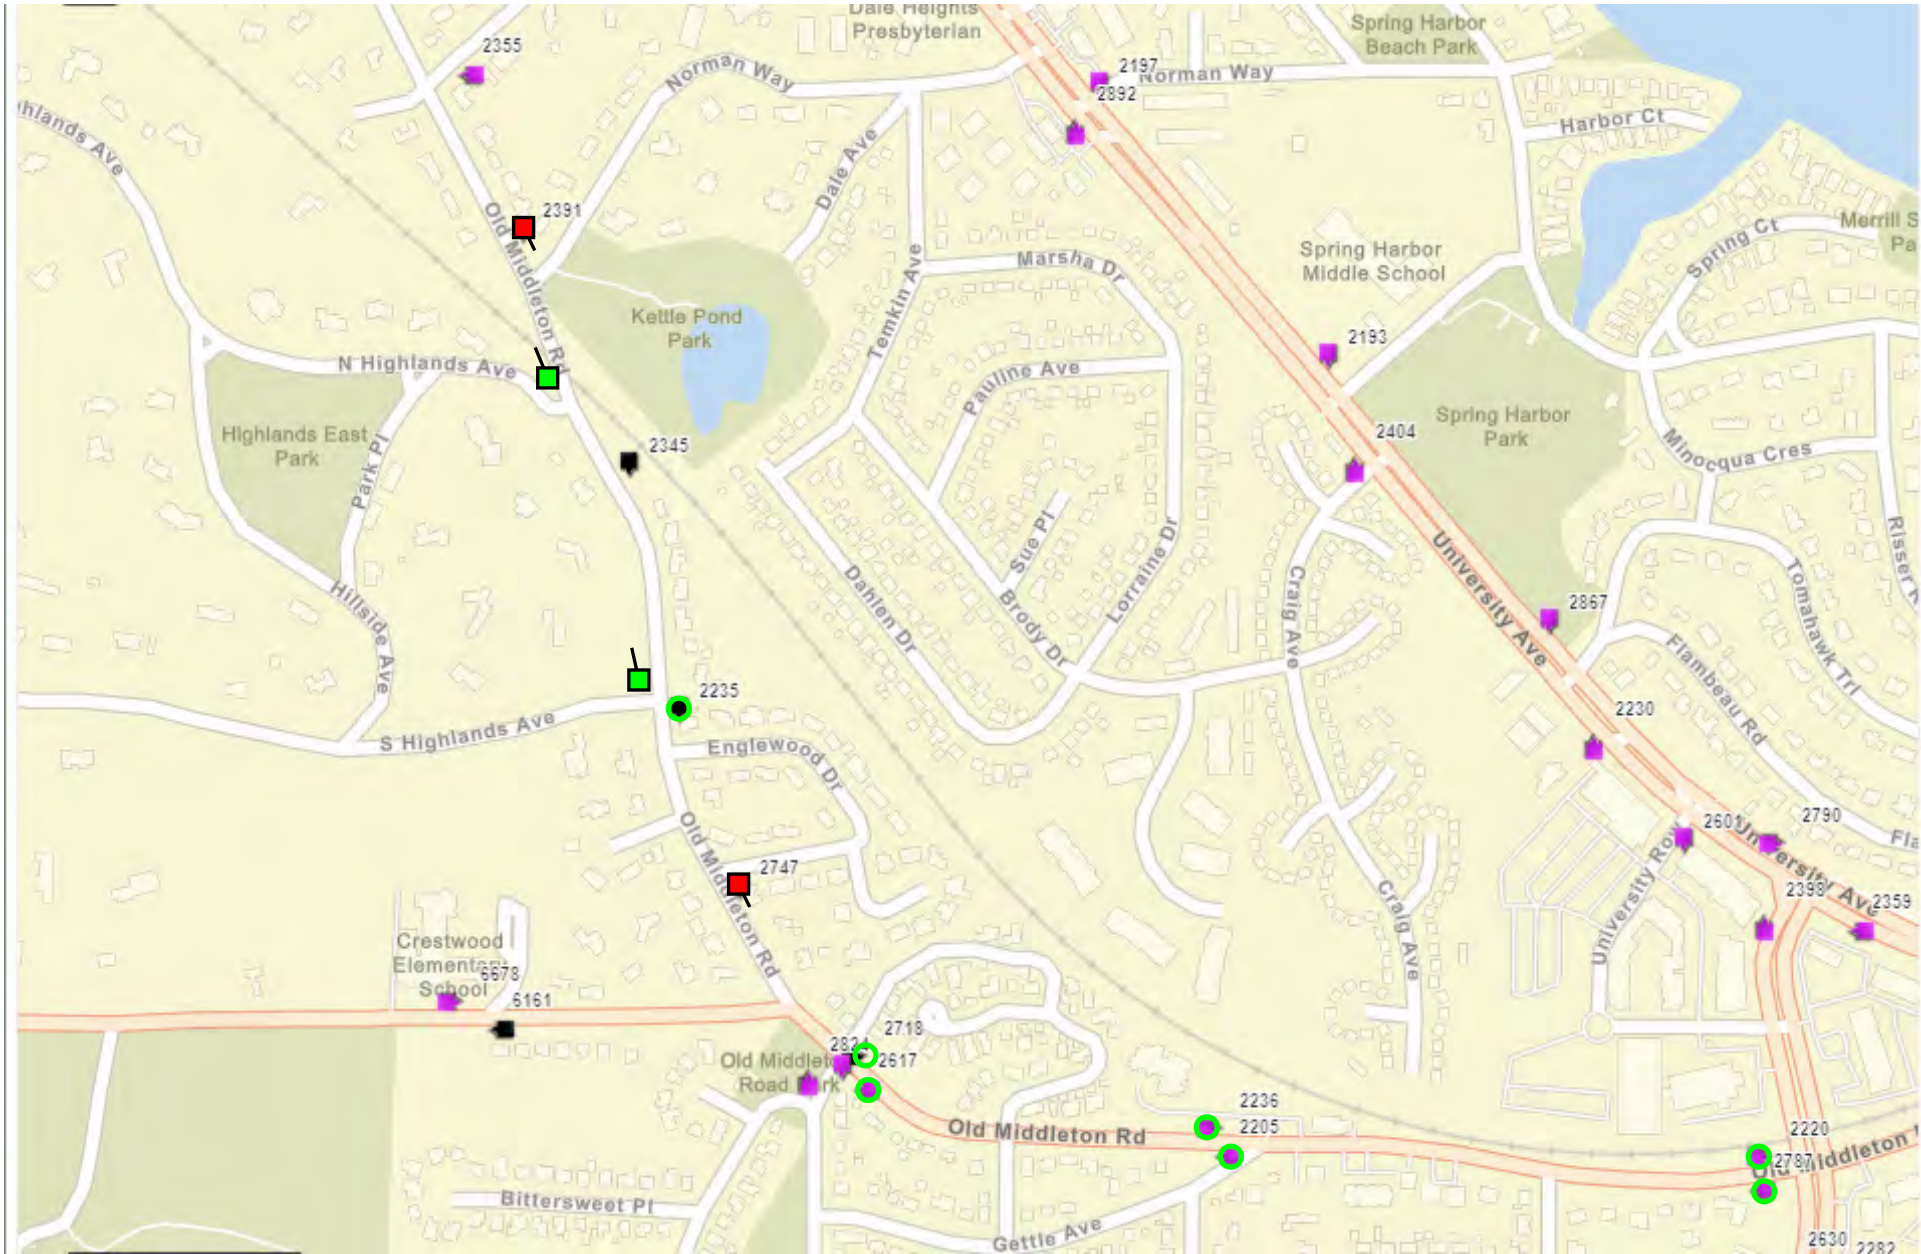 Dale Heights
Presbyterian
Spring Harbor
Beach Park
2355
Norman Way
2197
Norman Way
2892
Harbor Ct
hlands Ave
Dale Ave
2391
Old Middleton Rd
Spring Ct
Merrill S
Pa
Spring Harbor
Middle School
Marsha Dr
Temkin Ave
Kettle Pond
Park
2193
N Highlands Ave
Pauline Ave
Spring Harbor
Park
2404
Highlands East
Park
Park Pl
2345
Minocqua Cres
Risser R
Sue Pl
University Ave
Lorraine Dr
Craig Ave
Tomahawk Trl
Hillside Ave
Dahlen Dr
Brody Dr
2867
Flambeau Rd
2235
2230
S Highlands Ave
Englewood Dr
Old Middleton Rd
2601
University Ave
2790
Fla
2747
University Row
2398
2359
Craig Ave
Crestwood
Elementary
School
6678
6161
2718
2824
2617
Old Middleton
Road Park
2236
2205
Old Middleton Rd
2220
2787
Old Middleton
Bittersweet Pl
Gettle Ave
2630
2282